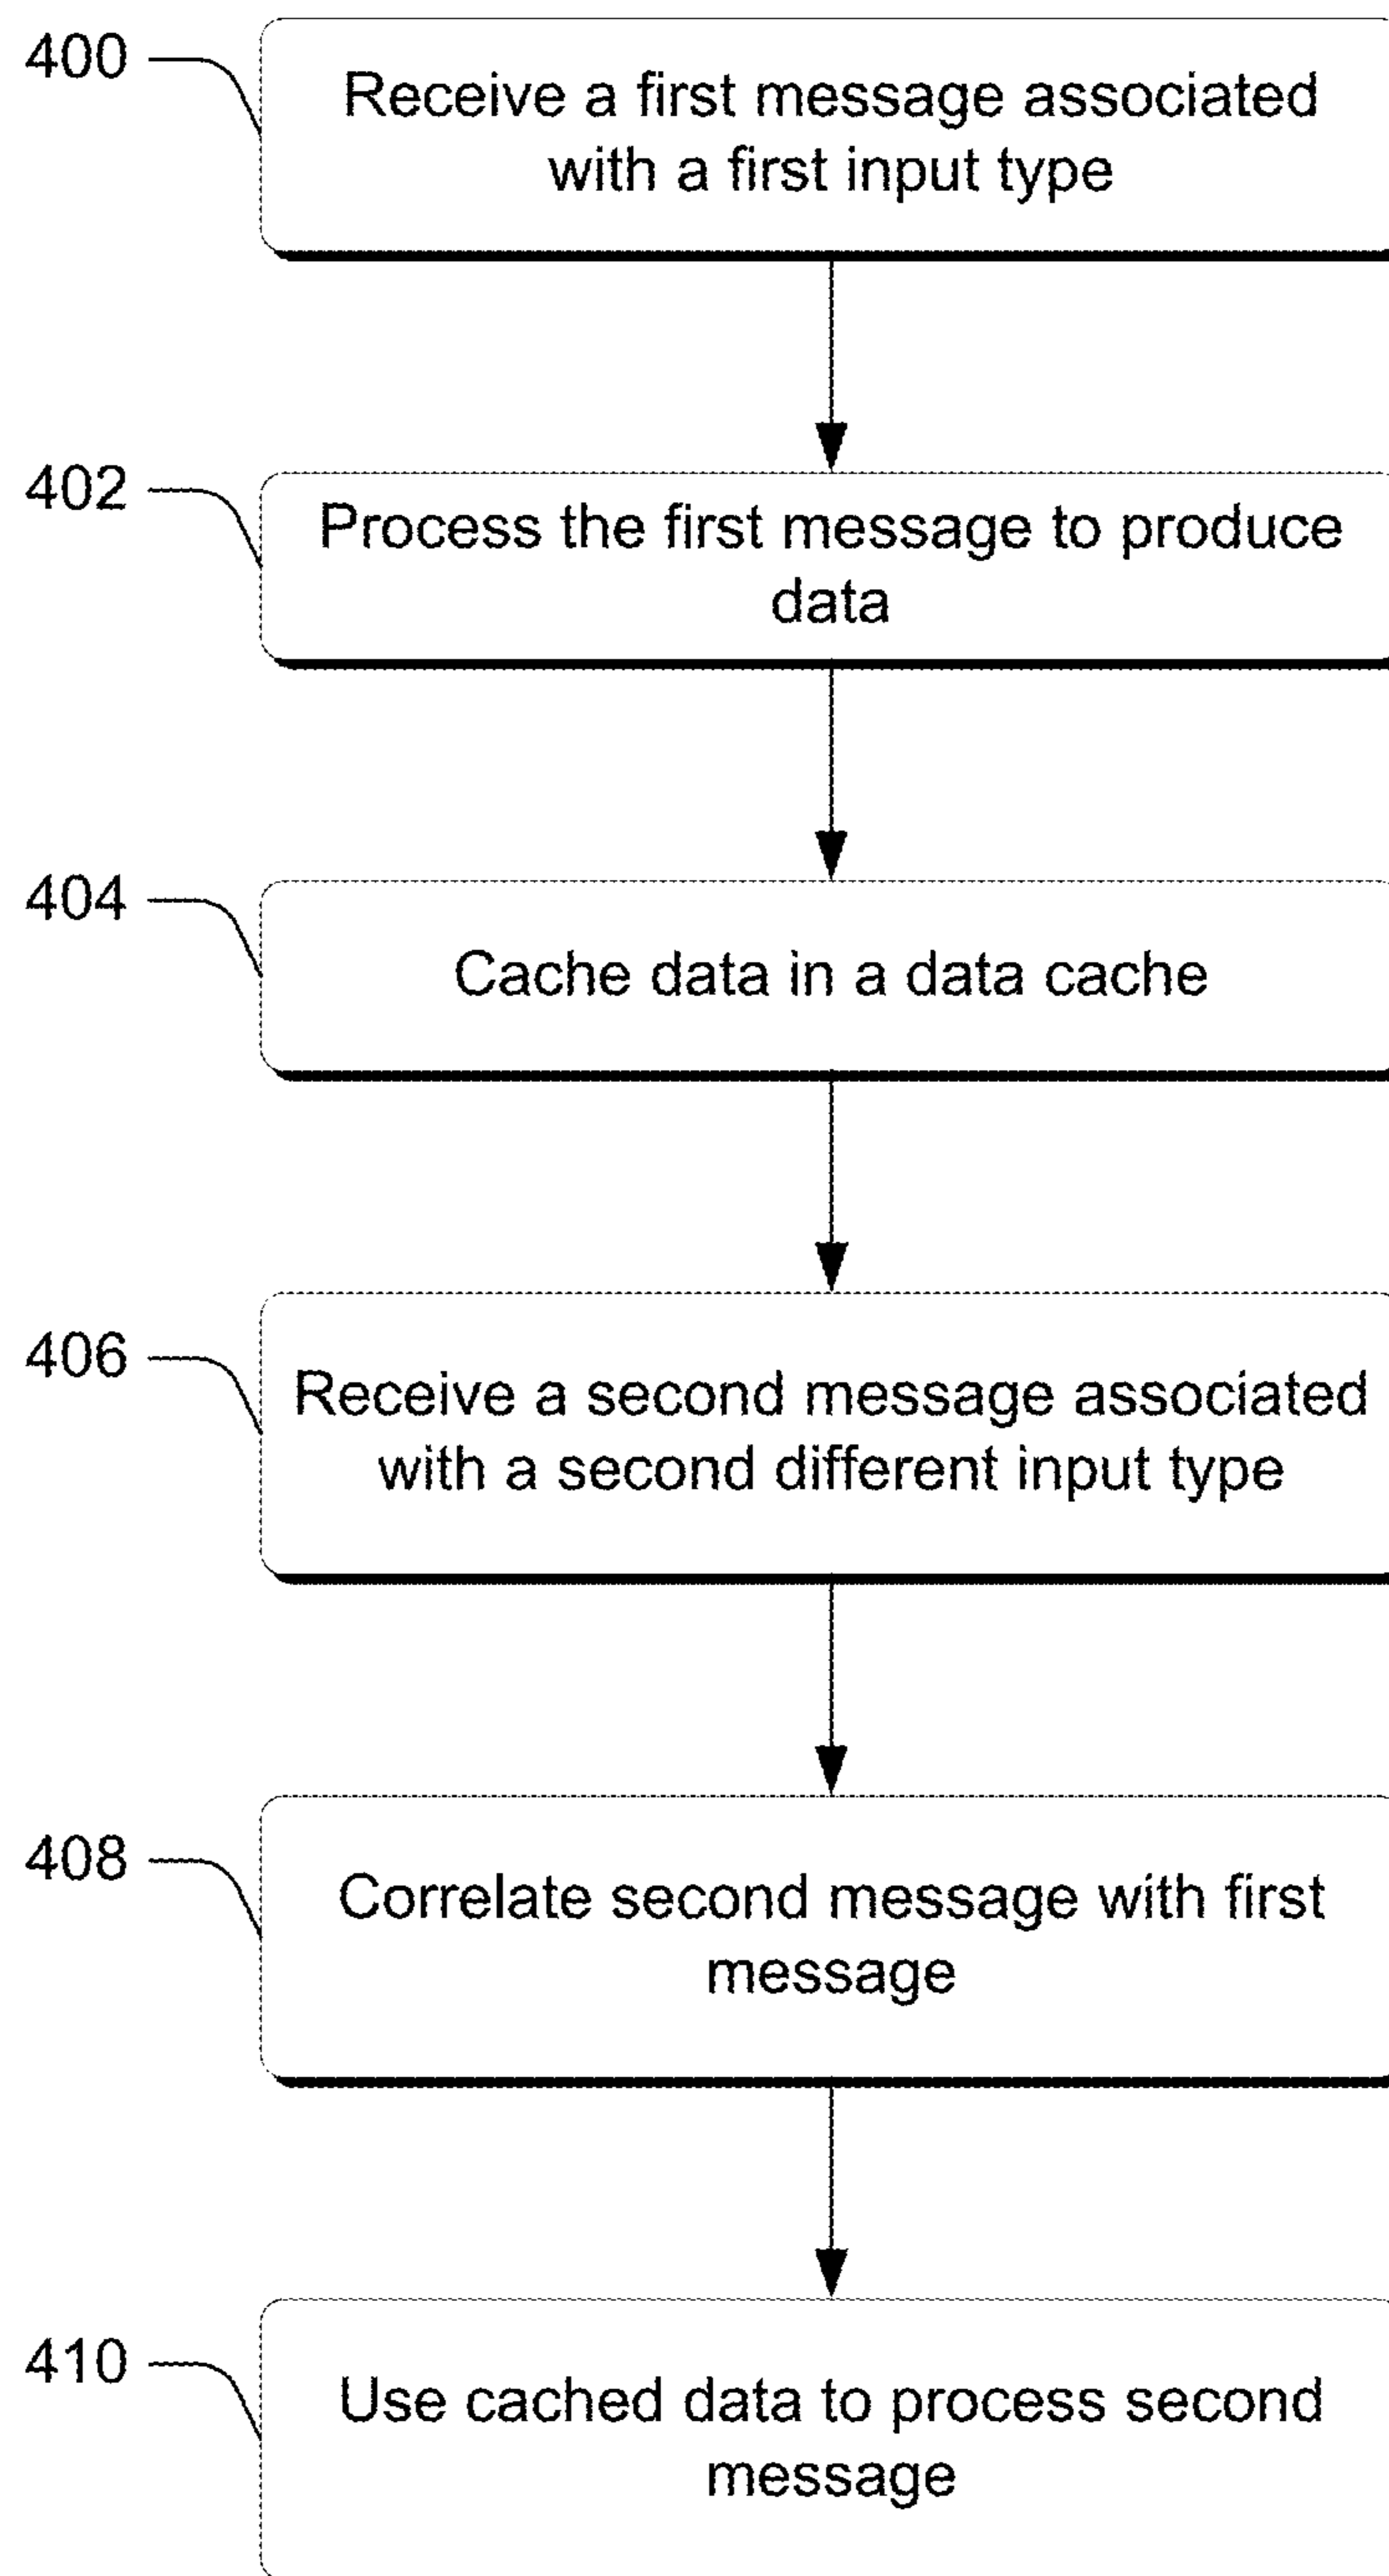 400
Receive a first message associated
with a first input type
402
Process the first message to produce
data
404
Cache data in a data cache
406
Receive a second message associated
with a second different input type
408
Correlate second message with first
message
410
Use cached data to process second
message